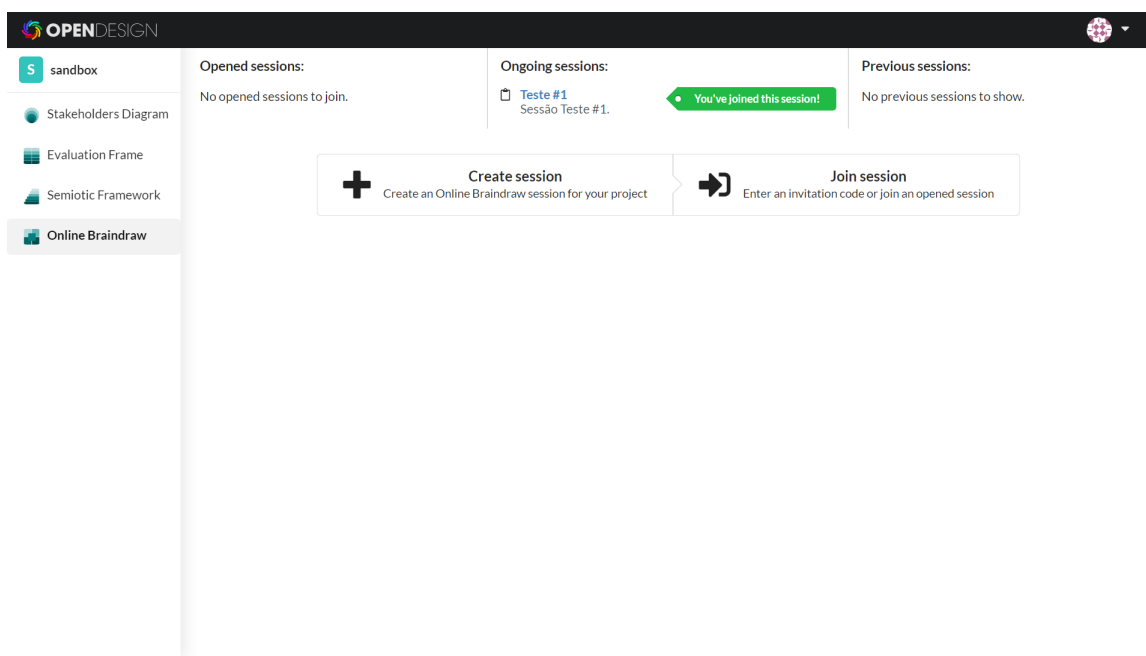 OPENDESIGN
S sandbox
Stakeholders Diagram
Evaluation Frame
Semiotic Framework
Online Braindraw
Opened sessions:
No opened sessions to join.
Ongoing sessions:
Teste #1
Sessão Teste #1.
You've joined this session!
Previous sessions:
No previous sessions to show.
Create session
Create an Online Braindraw session for your project
Join session
Enter an invitation code or join an opened session